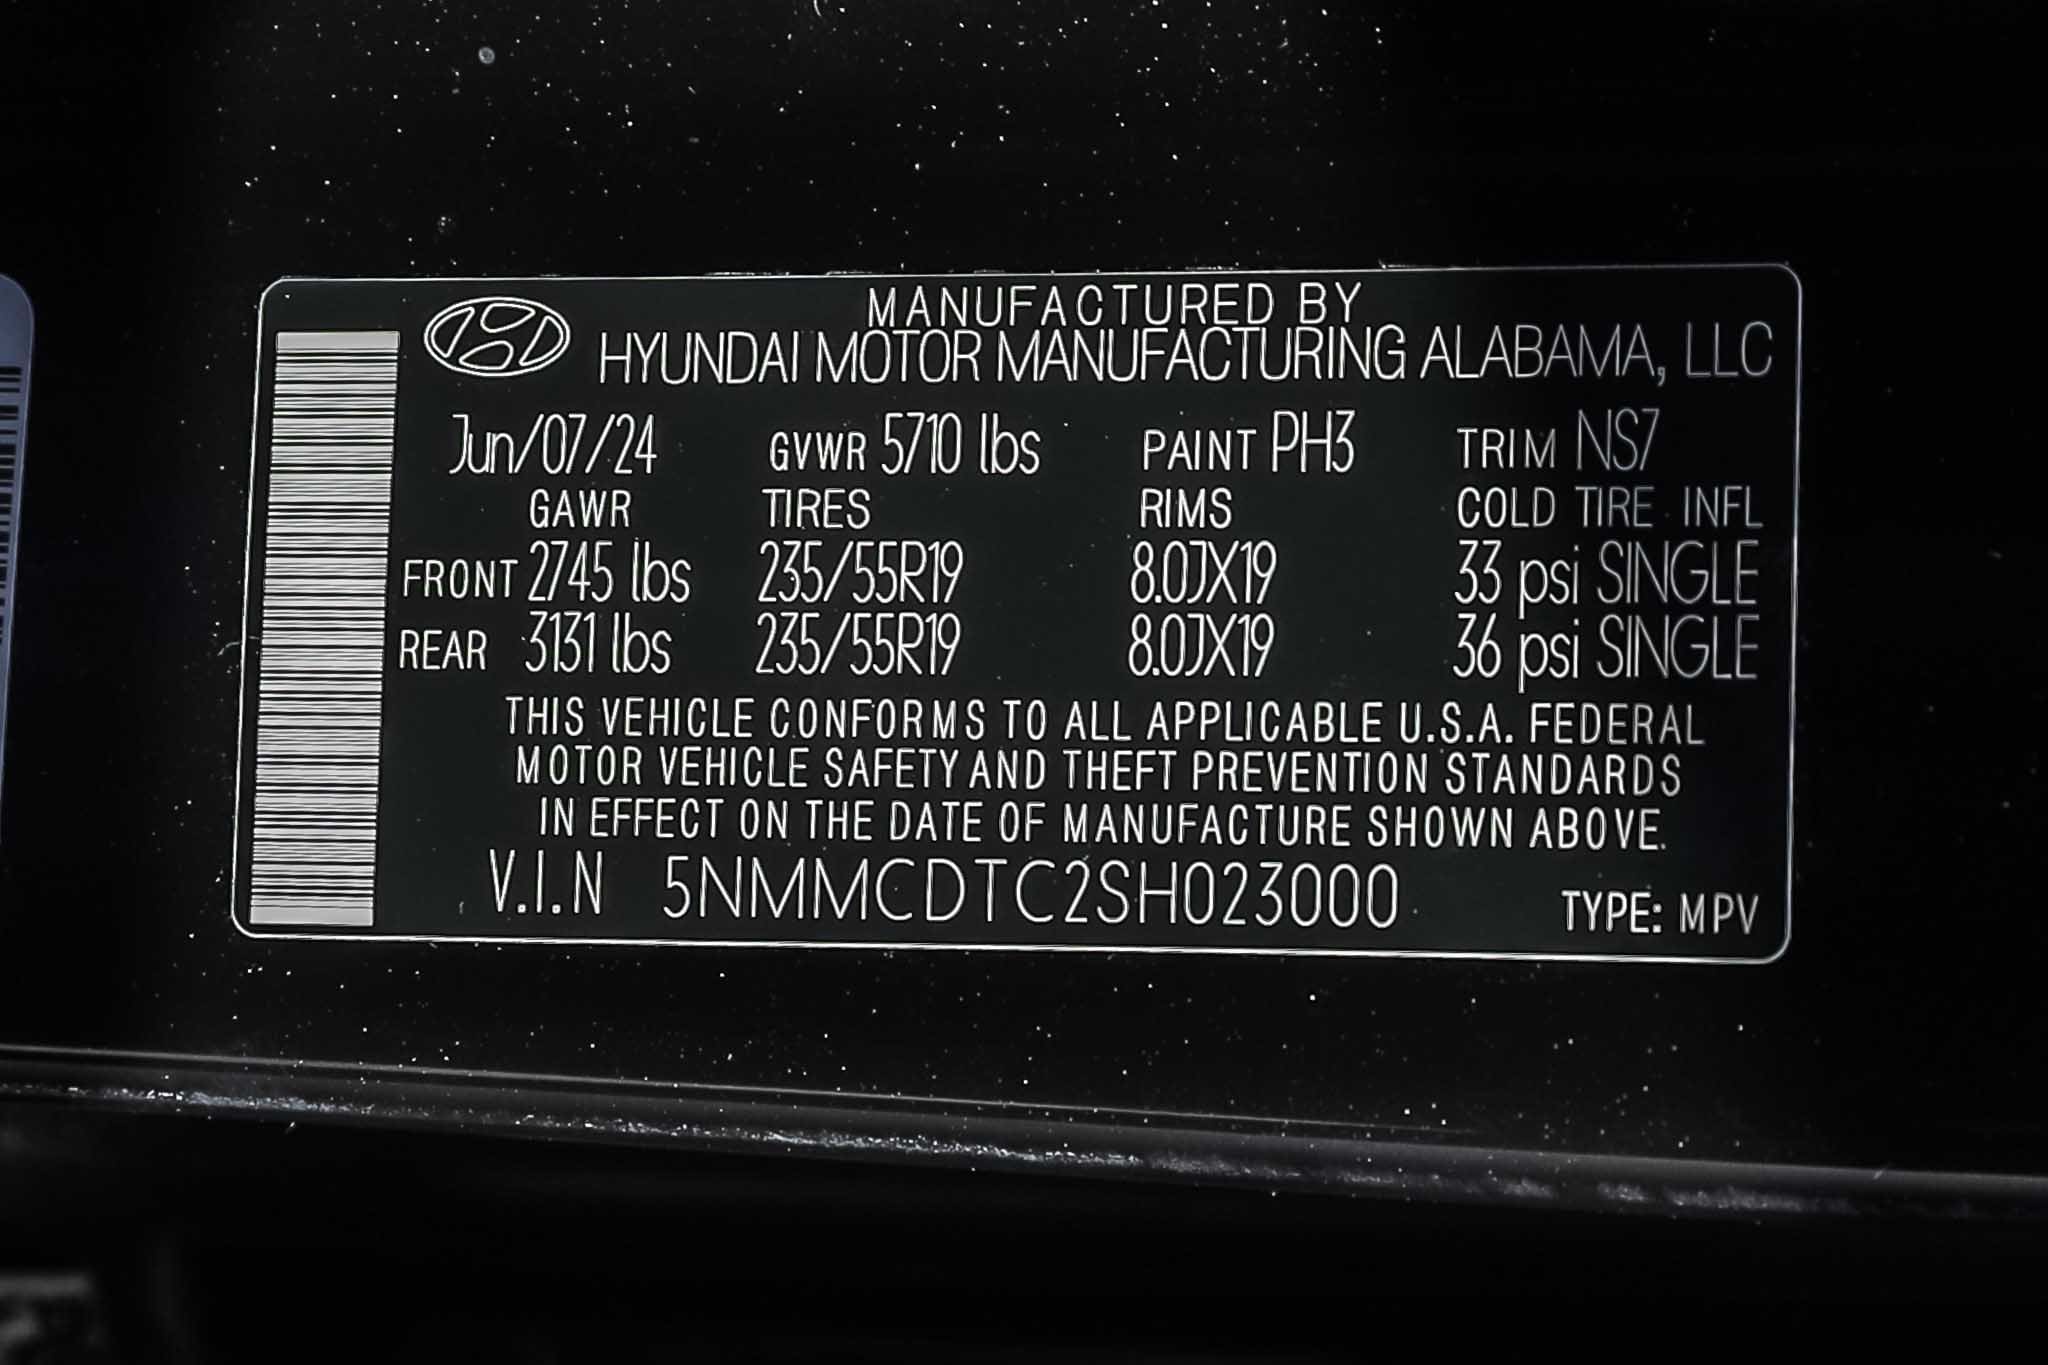 MANUFACTURED BY
HYUNDAI MOTOR MANUFACTURING ALABAMA, LLC
Jun/07/24 GVWR 5710 lbs PAINT PH3 TRIM NS7
GAWR TIRES RIMS COLD TIRE INFL
FRONT 2745 lbs 235/55R19 8.0JX19 33 psi SINGLE
REAR 3131 lbs 235/55R19 8.0JX19 36 psi SINGLE
THIS VEHICLE CONFORMS TO ALL APPLICABLE U.S.A. FEDERAL
MOTOR VEHICLE SAFETY AND THEFT PREVENTION STANDARDS
IN EFFECT ON THE DATE OF MANUFACTURE SHOWN ABOVE.
V.I.N 5NMMCDTC2SH023000 TYPE: MPV